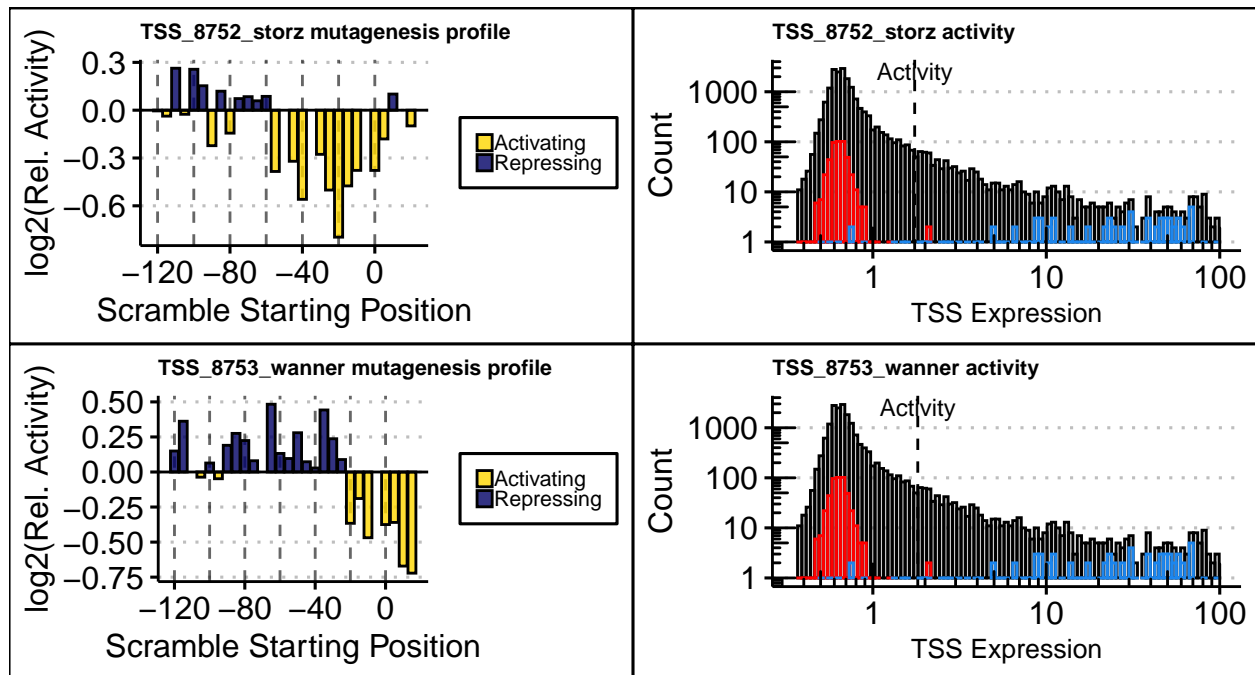 TSS_8752_storz mutagenesis profile
log2(Rel. Activity)
0.3
0.0
−0.3
−0.6
−120
−80
−40
0
Scramble Starting Position
Activating
Repressing
TSS_8752_storz activity
Activity
Count
1000
100
10
1
1
10
100
TSS Expression
TSS_8753_wanner mutagenesis profile
log2(Rel. Activity)
0.50
0.25
0.00
−0.25
−0.50
−0.75
−120
−80
−40
0
Scramble Starting Position
Activating
Repressing
TSS_8753_wanner activity
Activity
Count
1000
100
10
1
1
10
100
TSS Expression